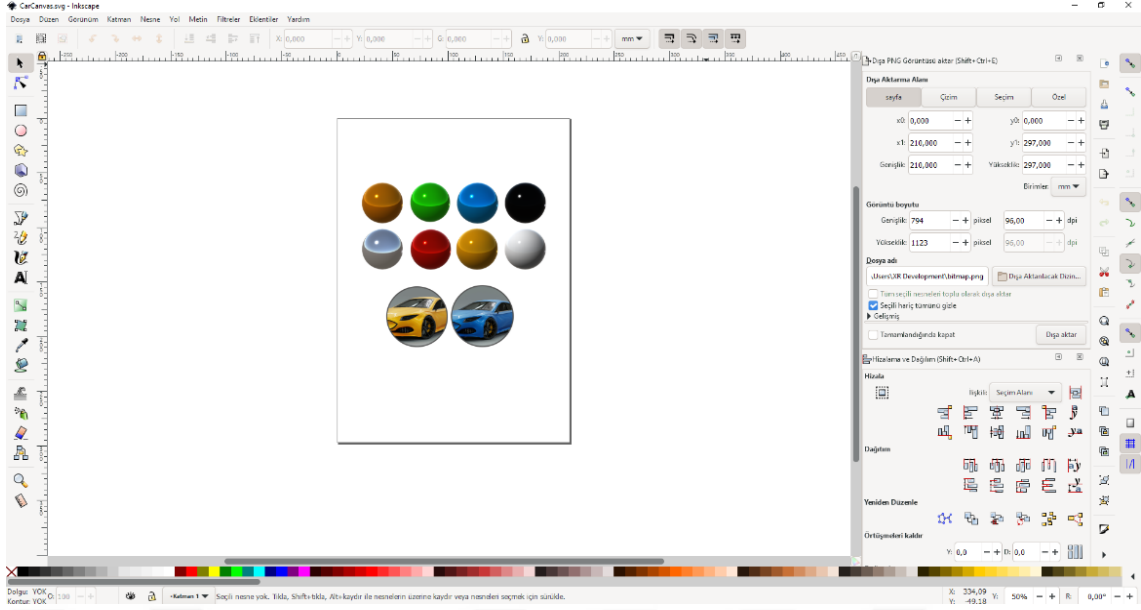 CarCanvas.svg - Inkscape
Dosya Düzen Görünüm Katman Nesne Yol Metin Filtreler Eklentiler Yardım
X: 0,000 Y: 0,000 G: 0,000 Y: 0,000 mm
Dışa PNG Görüntüsü aktar (Shift+Ctrl+E)
Dışa Aktarma Alanı
sayfa Çizim Seçim Özel
x0: 0,000 y0: 0,000
x1: 210,000 y1: 297,000
Genişlik: 210,000 Yükseklik: 297,000
Birimler: mm
Görüntü boyutu
Genişlik: 794 piksel 96,00 dpi
Yükseklik: 1123 piksel 96,00 dpi
Dosya adı
.Users\XR Development\bitmap.png Dışa Aktarılacak Dizin...
Tüm seçili nesneleri toplu olarak dışa aktar
Seçili hariç tümünü gizle
Gelişmiş
Tamamlandığında kapat Dışa aktar
Hizalama ve Dağılım (Shift+Ctrl+A)
Hizala
İlişkili: Seçim Alanı
Dağıtım
Yeniden Düzenle
Örtüşmeleri kaldır
Y: 0,0 D: 0,0
Dolgu: YOK
Kontur: YOK
O: 100
Katman 1
Seçili nesne yok. Tıkla, Shift+tıkla, Alt+kaydır ile nesnelerin üzerine kaydır veya nesneleri seçmek için sürükle.
X: 334,09
Y: -49,18
Y: 50% R: 0,00°